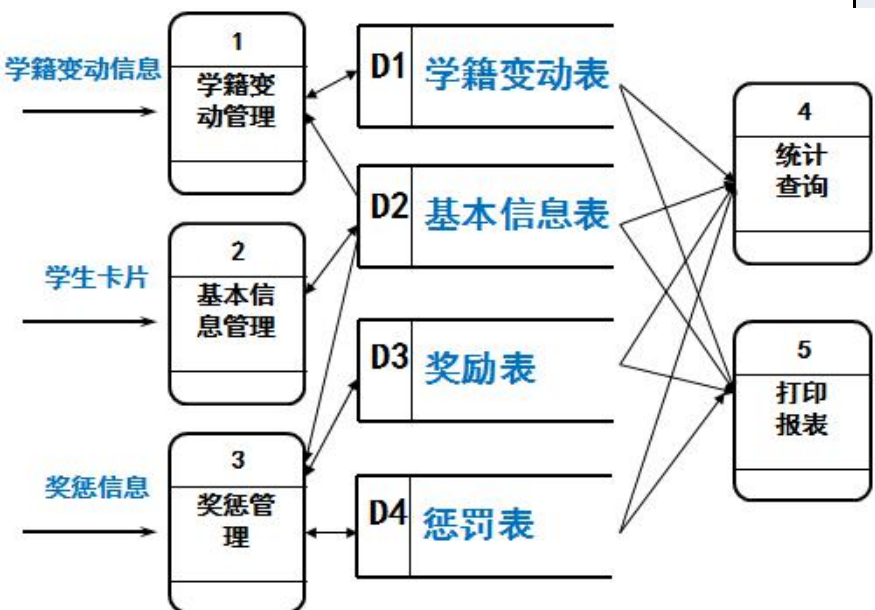 学籍变动信息
1
学籍变
动管理
D1
学籍变动表
4
统计
查询
D2
基本信息表
学生卡片
2
基本信
息管理
D3
奖励表
5
打印
报表
奖惩信息
3
奖惩管
理
D4
惩罚表